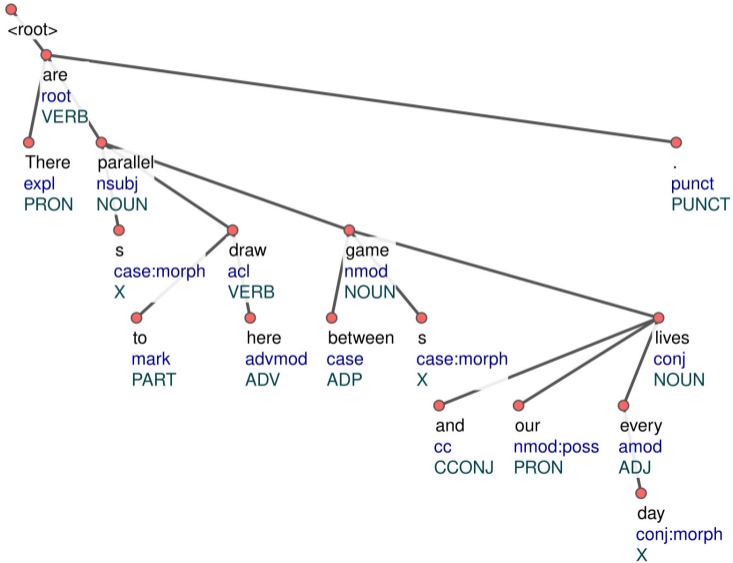 <root>
are
root
VERB
There
expl
PRON
parallel
nsubj
NOUN
.
punct
PUNCT
s
case:morph
X
draw
acl
VERB
game
nmod
NOUN
to
mark
PART
here
advmod
ADV
between
case
ADP
s
case:morph
X
lives
conj
NOUN
and
cc
CCONJ
our
nmod:poss
PRON
every
amod
ADJ
day
conj:morph
X